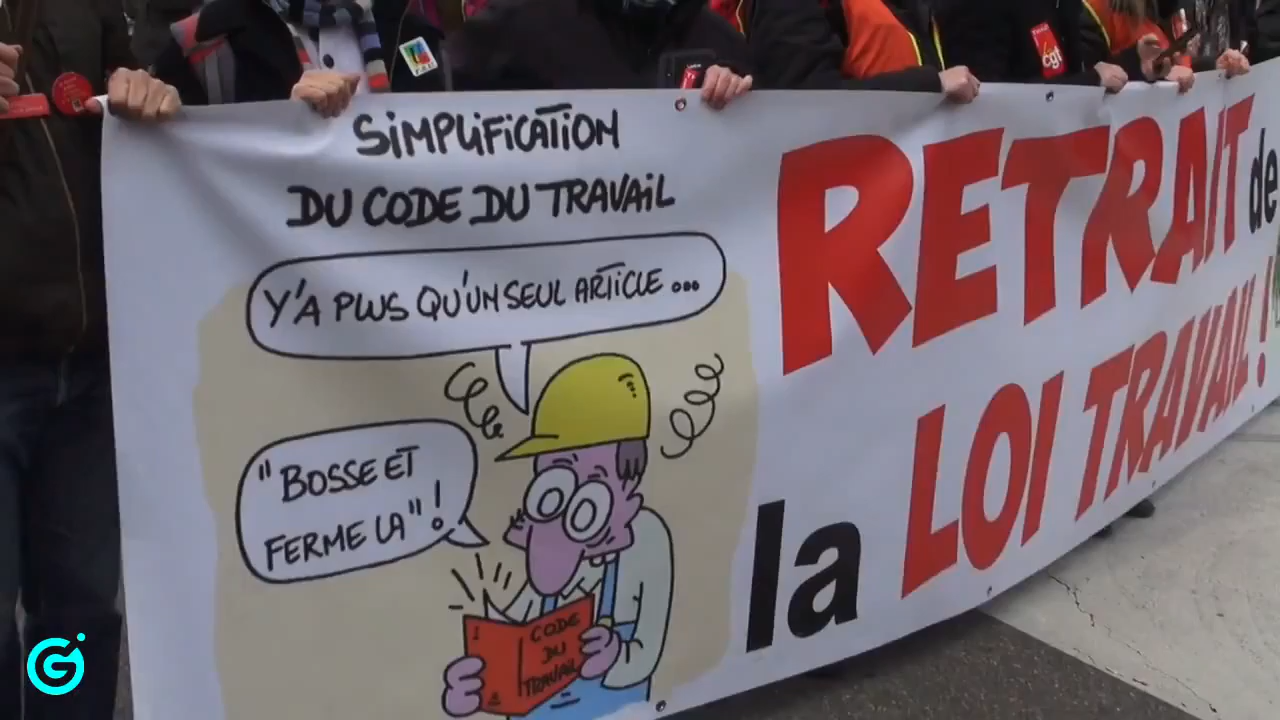 SiMPLiFiCATiON
DU CODE DU TRAVAiL
Y'A PLUS QU'UN SEUL ARTiCLE...
"BOSSE ET
FERME LA"!
CODE
DU
TRAVAiL
RETRAIT de
la LOI TRAVAIL!
cgt